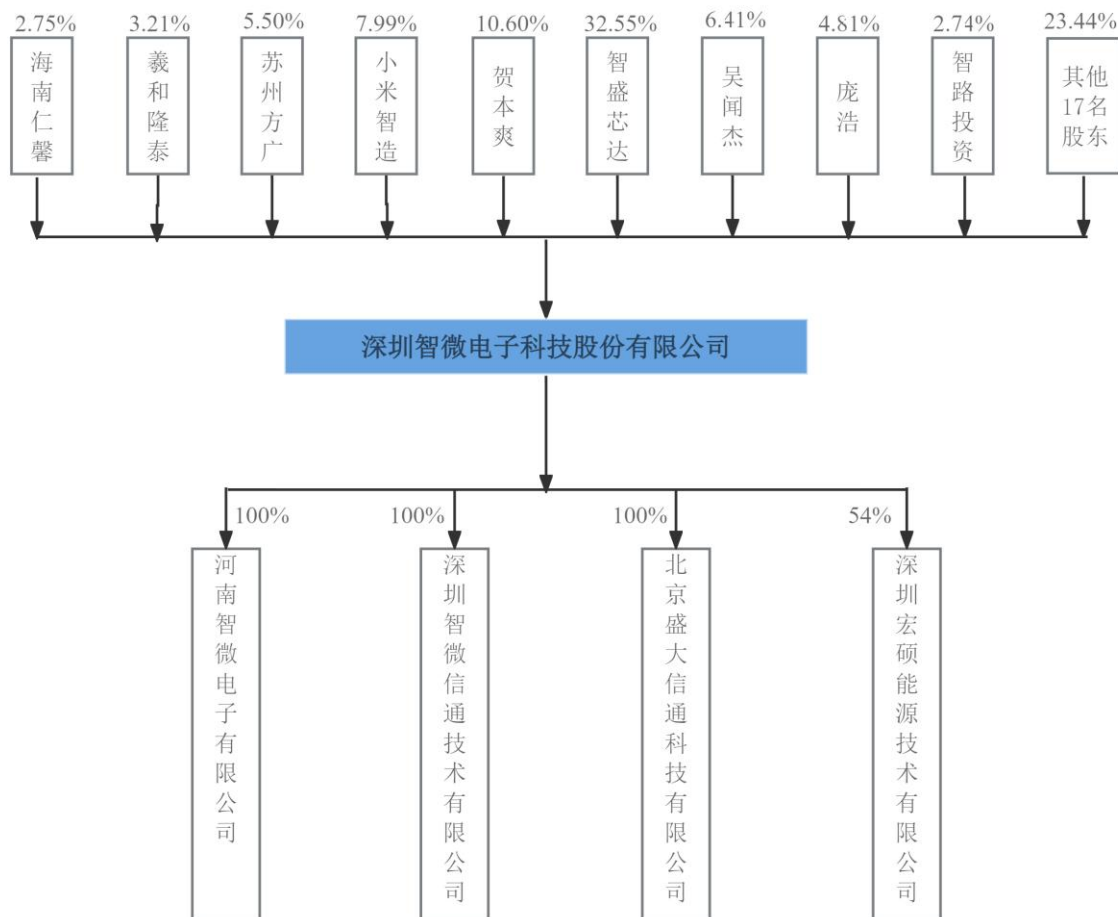 2.75%
3.21%
5.50%
7.99%
10.60%
32.55%
6.41%
4.81%
2.74%
23.44%
海南仁馨
羲和隆泰
苏州方广
小米智造
贺本爽
智盛芯达
吴闻杰
庞浩
智路投资
其他
17名
股东
深圳智微电子科技股份有限公司
100%
100%
100%
54%
河南智微电子有限公司
深圳智微信通技术有限公司
北京盛大信通科技有限公司
深圳宏硕能源技术有限公司